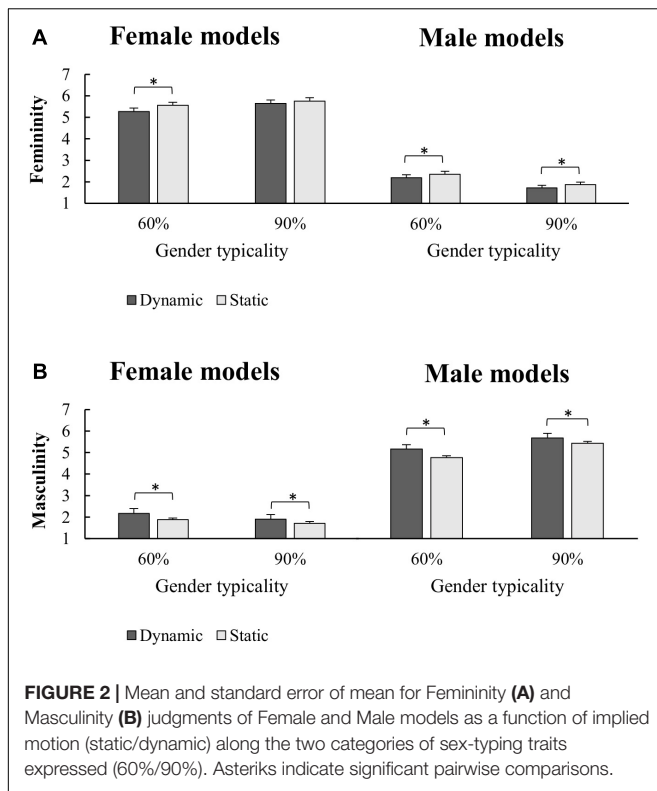 A
Female models
Male models
Femininity
7
6
5
4
3
2
1
*
*
*
60%
90%
60%
90%
Gender typicality
Gender typicality
Dynamic
Static
B
Female models
Male models
Masculinity
7
6
5
4
3
2
1
*
*
*
*
60%
90%
60%
90%
Gender typicality
Gender typicality
Dynamic
Static
FIGURE 2 | Mean and standard error of mean for Femininity (A) and
Masculinity (B) judgments of Female and Male models as a function of implied
motion (static/dynamic) along the two categories of sex-typing traits
expressed (60%/90%). Asteriks indicate significant pairwise comparisons.